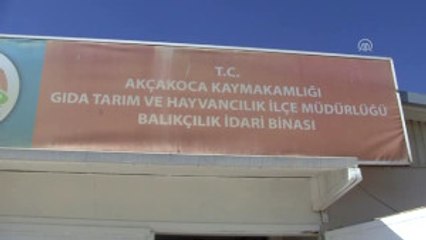 T.C.
AKÇAKOCA KAYMAKAMLIĞI
GIDA TARIM VE HAYVANCILIK İLÇE MÜDÜRLÜĞÜ
BALIKÇILIK İDARİ BİNASI